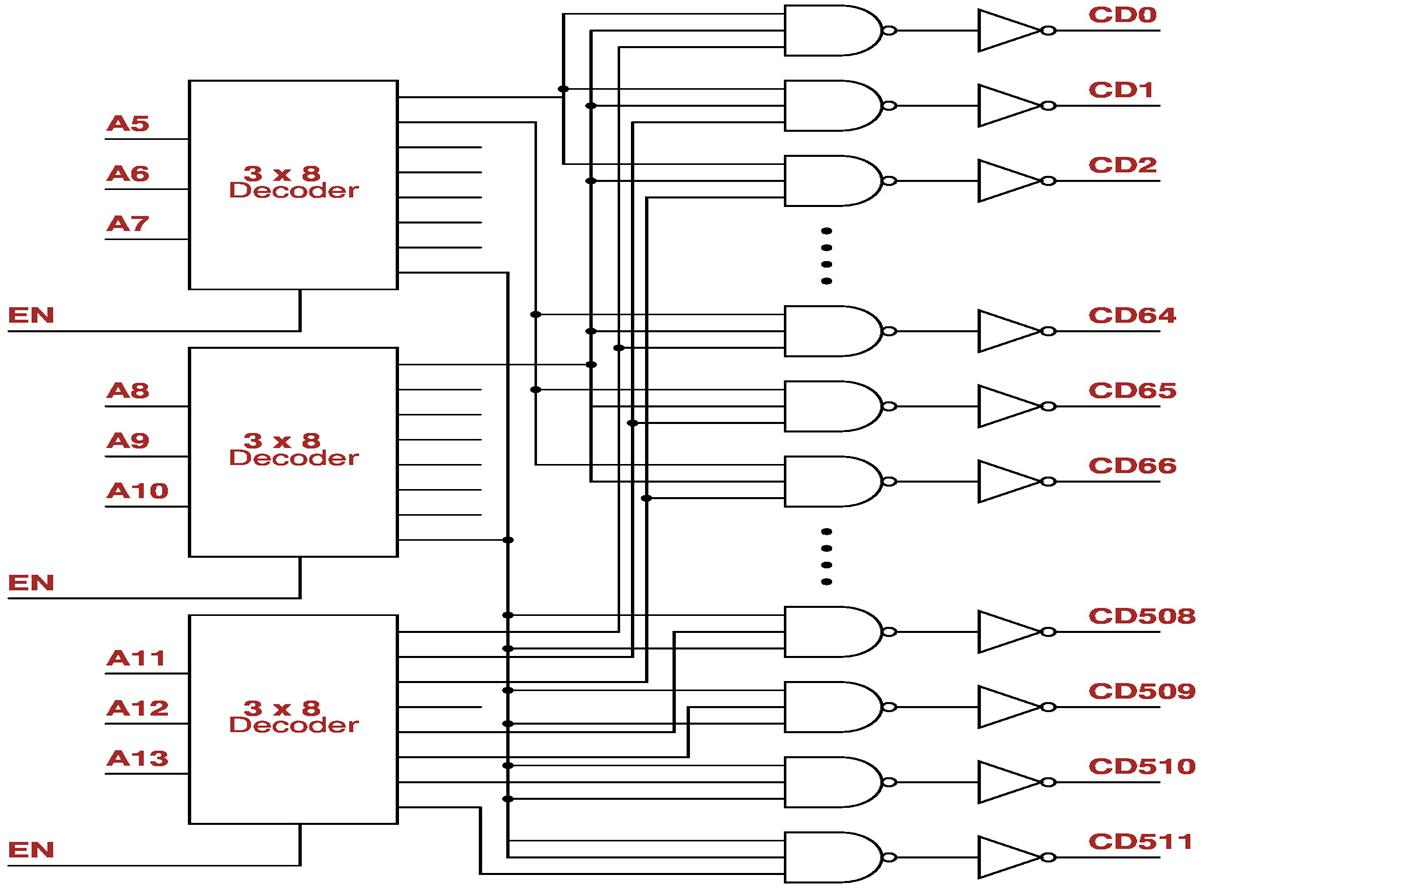 A5
A6
A7
EN
3 x 8
Decoder
A8
A9
A10
EN
3 x 8
Decoder
A11
A12
A13
EN
3 x 8
Decoder
CD0
CD1
CD2
CD64
CD65
CD66
CD508
CD509
CD510
CD511